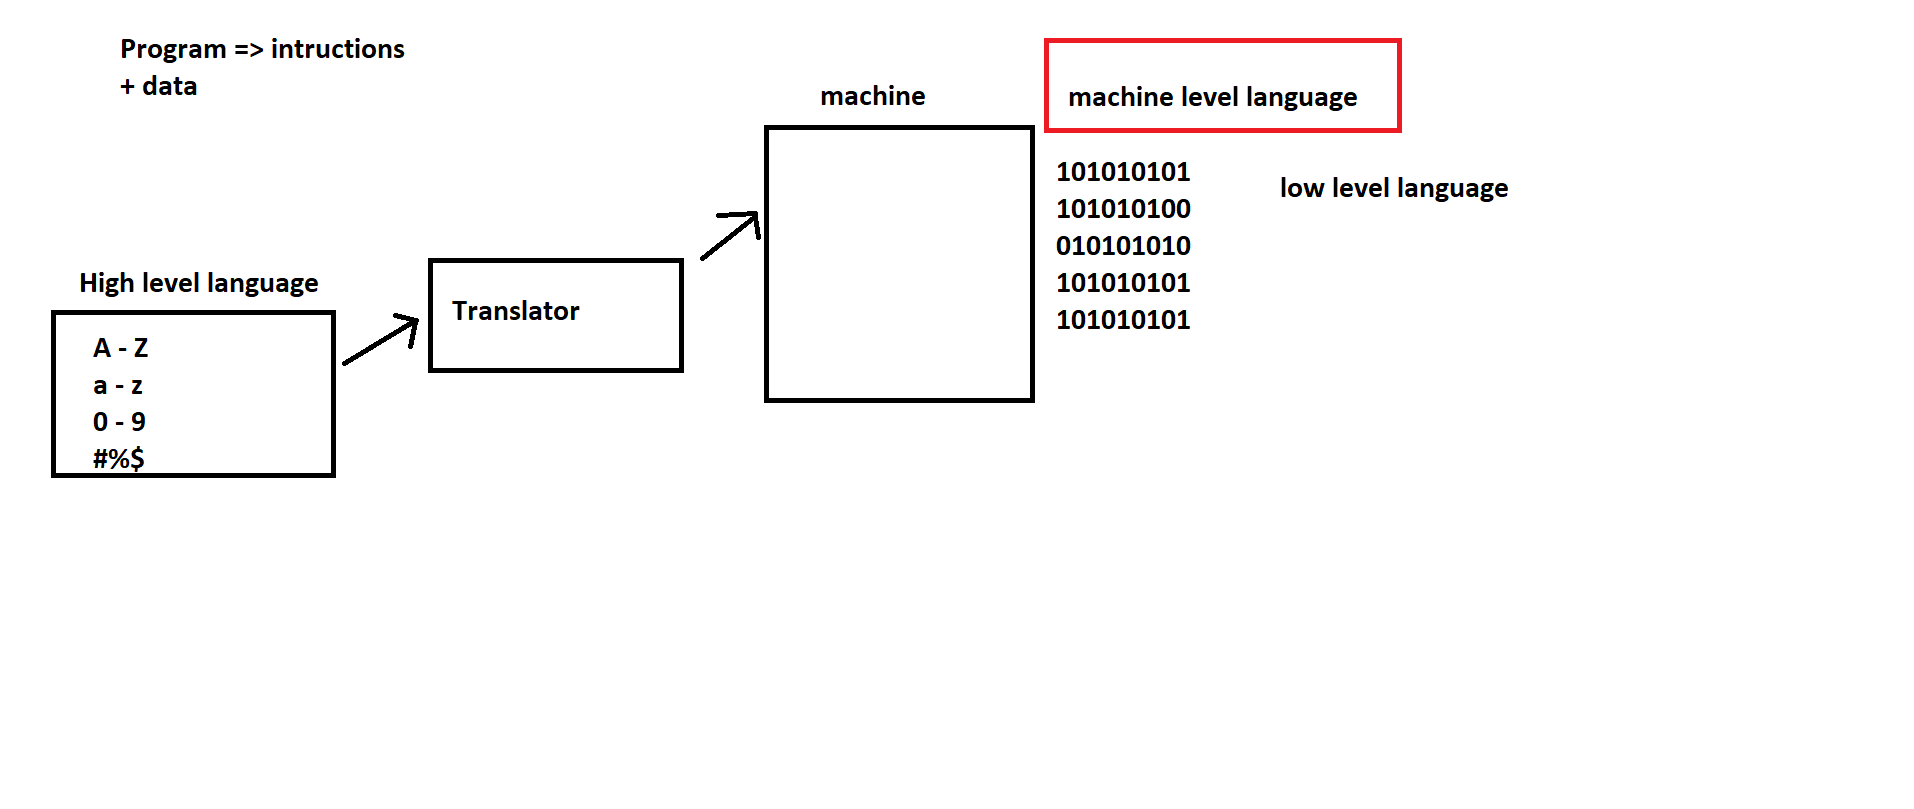 Program => intructions
+ data
machine
machine level language
101010101
101010100
010101010
101010101
101010101
low level language
High level language
A - Z
a - z
0 - 9
#%$
Translator